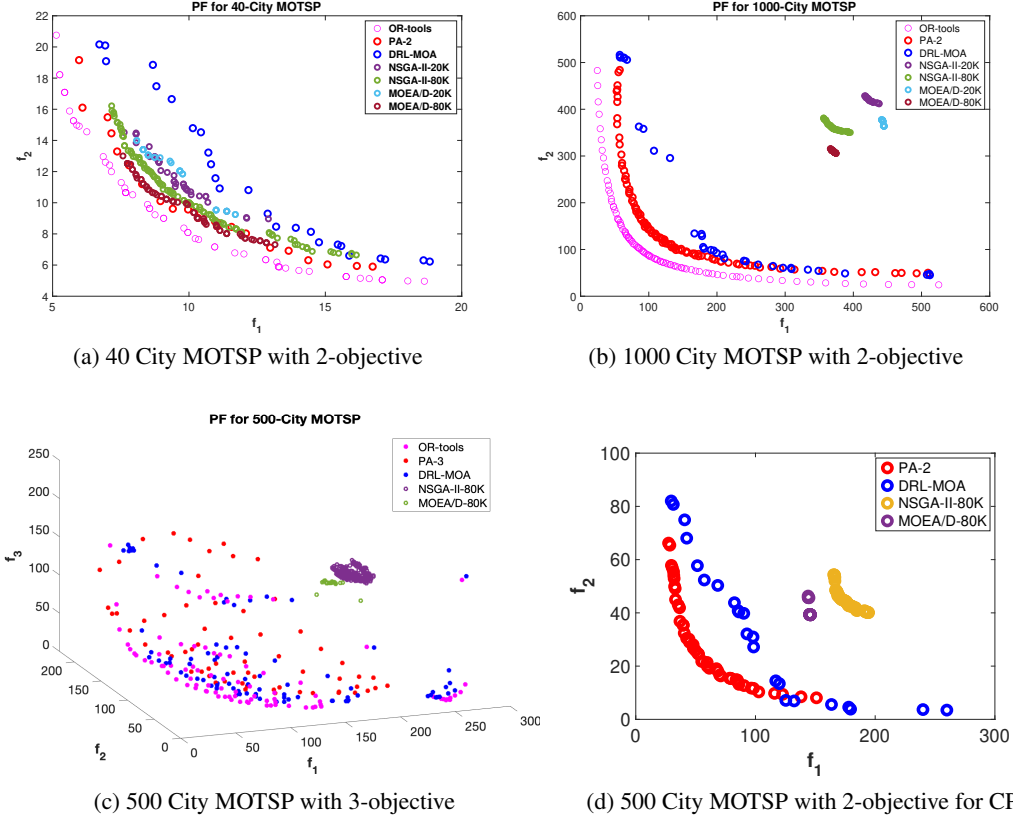 PF for 40-City MOTSP
22
20
18
16
14
12
10
8
6
4
f2
5
10
15
20
f1
OR-tools
PA-2
DRL-MOA
NSGA-II-20K
NSGA-II-80K
MOEA/D-20K
MOEA/D-80K
(a) 40 City MOTSP with 2-objective
PF for 1000-City MOTSP
600
500
400
300
200
100
0
f2
0
100
200
300
400
500
600
f1
OR-tools
PA-2
DRL-MOA
NSGA-II-20K
NSGA-II-80K
MOEA/D-20K
MOEA/D-80K
(b) 1000 City MOTSP with 2-objective
PF for 500-City MOTSP
250
200
150
100
50
0
f3
200
150
100
50
0
f2
0
50
100
150
200
250
300
f1
OR-tools
PA-3
DRL-MOA
NSGA-II-80K
MOEA/D-80K
(c) 500 City MOTSP with 3-objective
100
80
60
40
20
0
f2
0
100
200
300
f1
PA-2
DRL-MOA
NSGA-II-80K
MOEA/D-80K
(d) 500 City MOTSP with 2-objective for CP